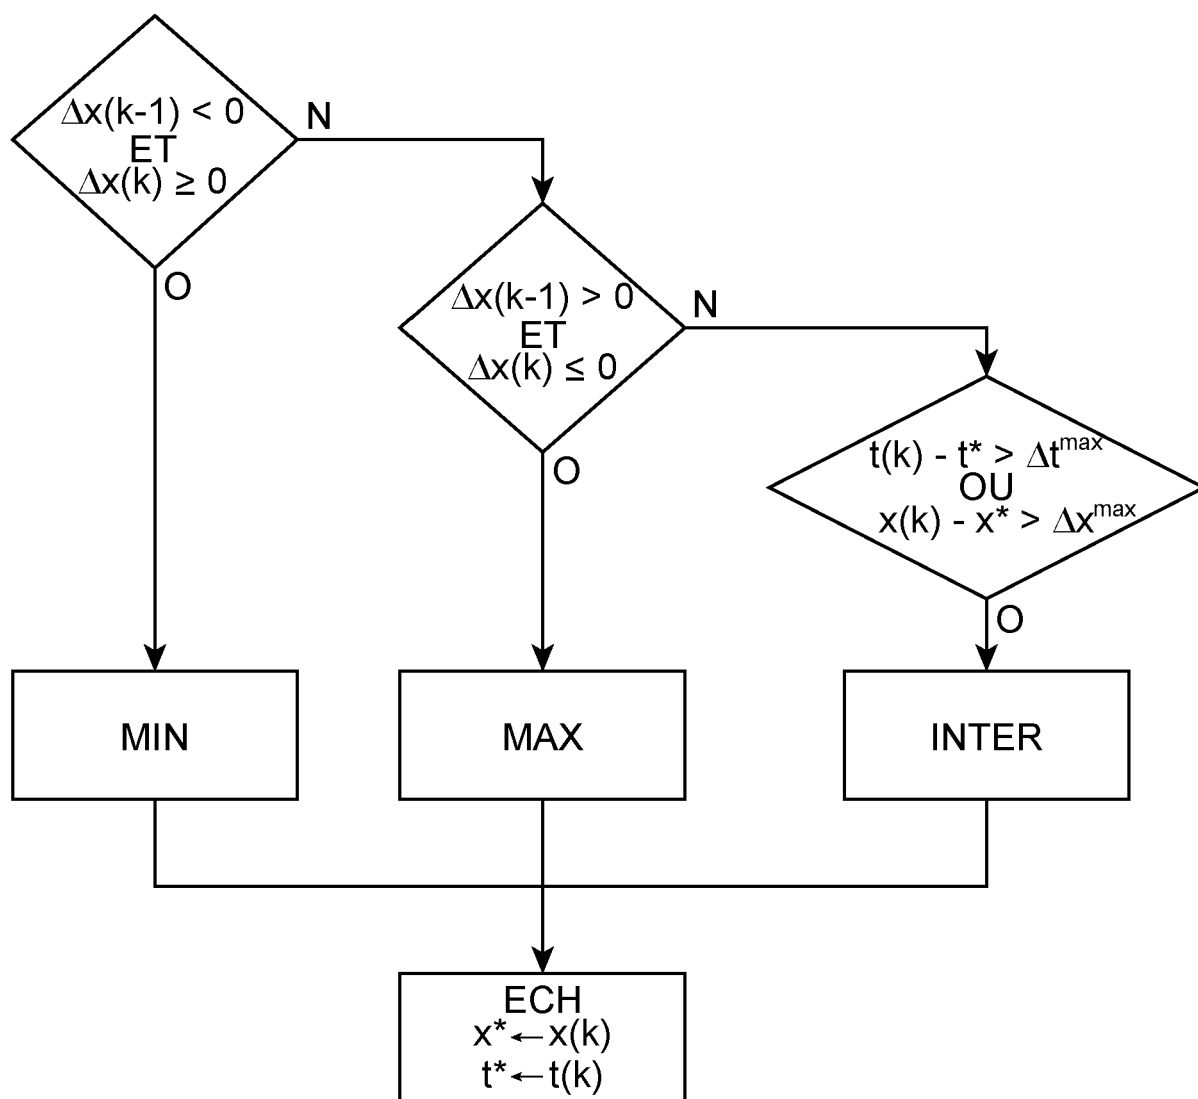 Δx(k-1) < 0
ET
Δx(k) ≥ 0
N
O
Δx(k-1) > 0
ET
Δx(k) ≤ 0
N
O
t(k) - t* > Δt^max
OU
x(k) - x* > Δx^max
O
MIN
MAX
INTER
ECH
x* ← x(k)
t* ← t(k)